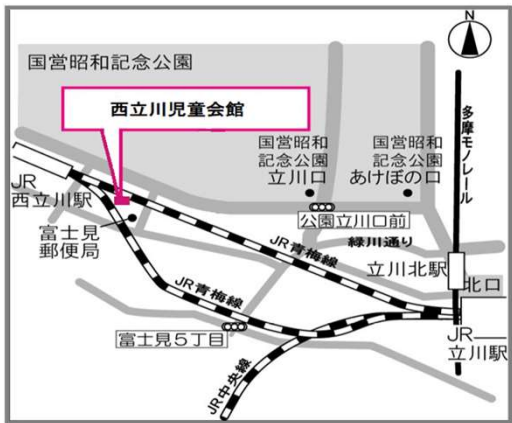 N
国営昭和記念公園
西立川児童会館
多摩モノレール
国営昭和
記念公園
立川口
国営昭和
記念公園
あけぼの口
JR
西立川駅
公園立川口前
富士見
郵便局
緑川通り
JR青梅線
立川北駅
北口
JR青梅線
富士見5丁目
JR
立川駅
JR中央線